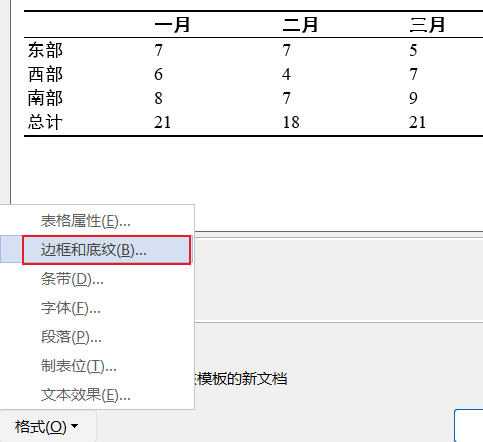 一月 二月 三月
东部 7 7 5
西部 6 4 7
南部 8 7 9
总计 21 18 21
表格属性(E)...
边框和底纹(B)...
条带(D)...
字体(F)...
段落(P)...
制表位(T)...
模板的新文档
文本效果(E)...
格式(O)